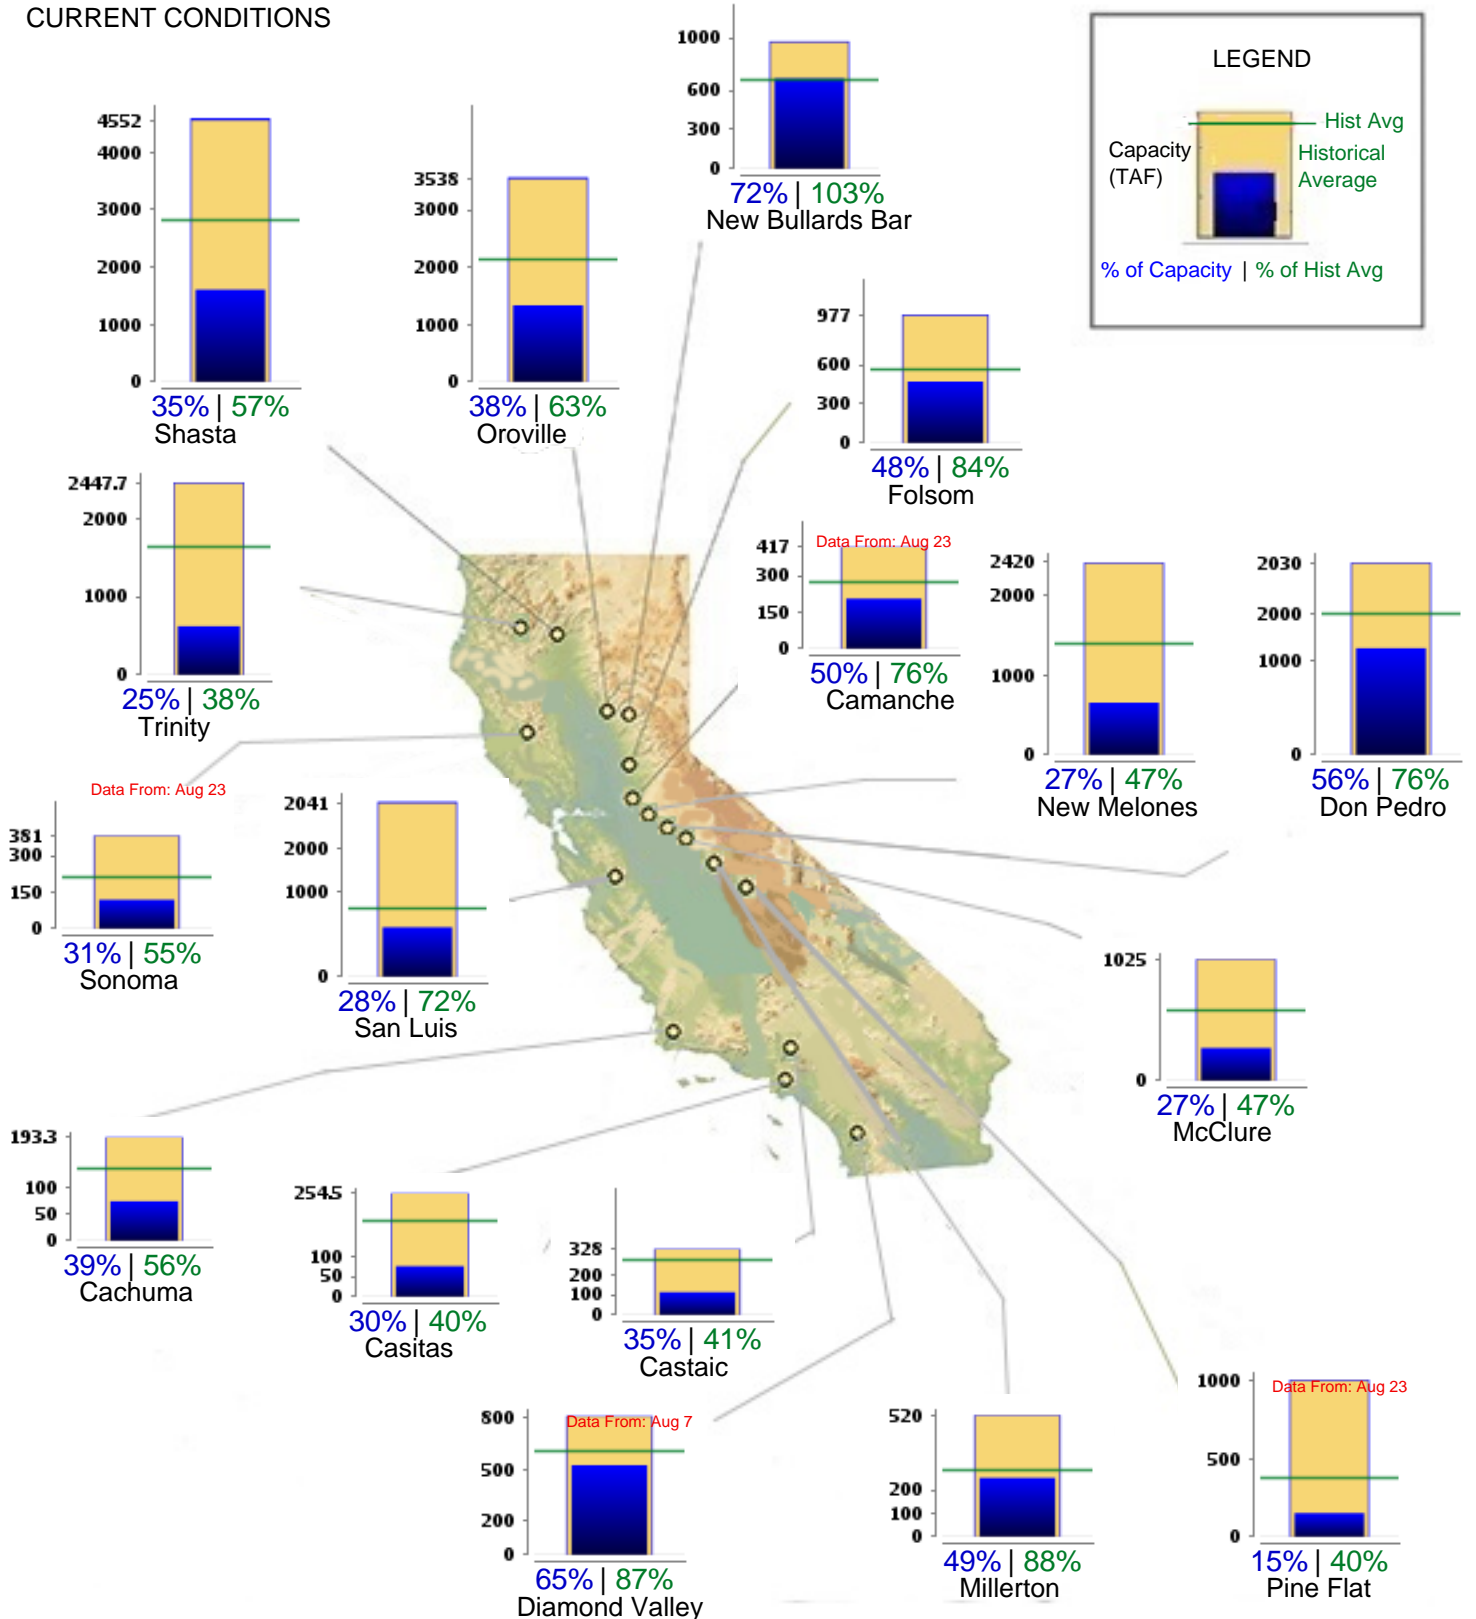 CURRENT CONDITIONS
1000
600
300
0
72% | 103%
New Bullards Bar
LEGEND
Hist Avg
Capacity
(TAF)
Historical
Average
% of Capacity | % of Hist Avg
4552
4000
3000
2000
1000
0
35% | 57%
Shasta
3538
3000
2000
1000
0
38% | 63%
Oroville
977
600
300
0
48% | 84%
Folsom
2447.7
2000
1000
0
25% | 38%
Trinity
Data From: Aug 23
417
300
150
0
50% | 76%
Camanche
2420
2000
1000
0
27% | 47%
New Melones
2030
2000
1000
0
56% | 76%
Don Pedro
Data From: Aug 23
381
300
150
0
31% | 55%
Sonoma
2041
2000
1000
0
28% | 72%
San Luis
1025
0
27% | 47%
McClure
193.3
100
50
0
39% | 56%
Cachuma
254.5
100
50
0
30% | 40%
Casitas
328
200
100
0
35% | 41%
Castaic
Data From: Aug 7
800
500
200
0
65% | 87%
Diamond Valley
520
200
100
0
49% | 88%
Millerton
Data From: Aug 23
1000
500
0
15% | 40%
Pine Flat